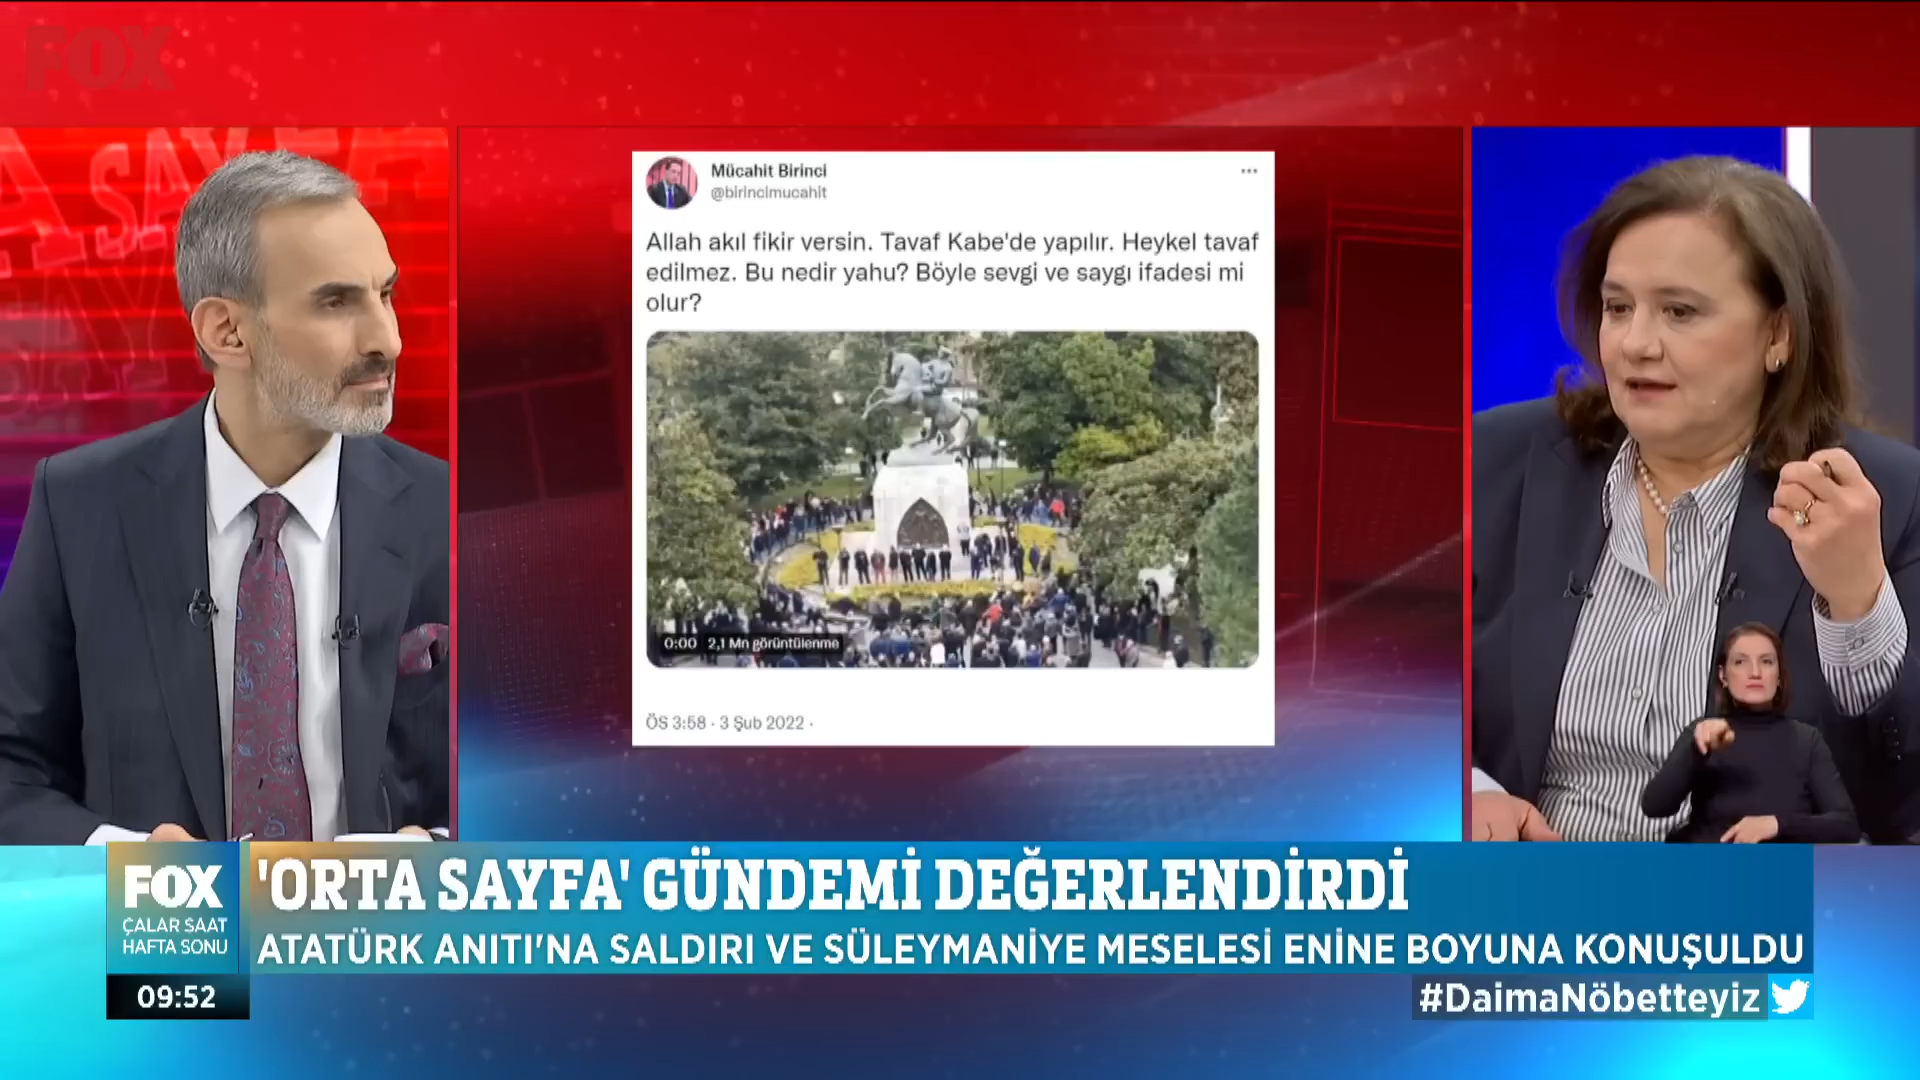 FOX
A SAYFA
SAY
Mücahit Birinci
@birincimucahit
Allah akıl fikir versin. Tavaf Kabe'de yapılır. Heykel tavaf
edilmez. Bu nedir yahu? Böyle sevgi ve saygı ifadesi mi
olur?
0:00 2,1 Mn görüntülenme
ÖS 3:58 · 3 Şub 2022 ·
FOX
ÇALAR SAAT
HAFTA SONU
'ORTA SAYFA' GÜNDEMİ DEĞERLENDİRDİ
ATATÜRK ANITI'NA SALDIRI VE SÜLEYMANİYE MESELESİ ENİNE BOYUNA KONUŞULDU
09:52
#DaimaNöbetteyiz